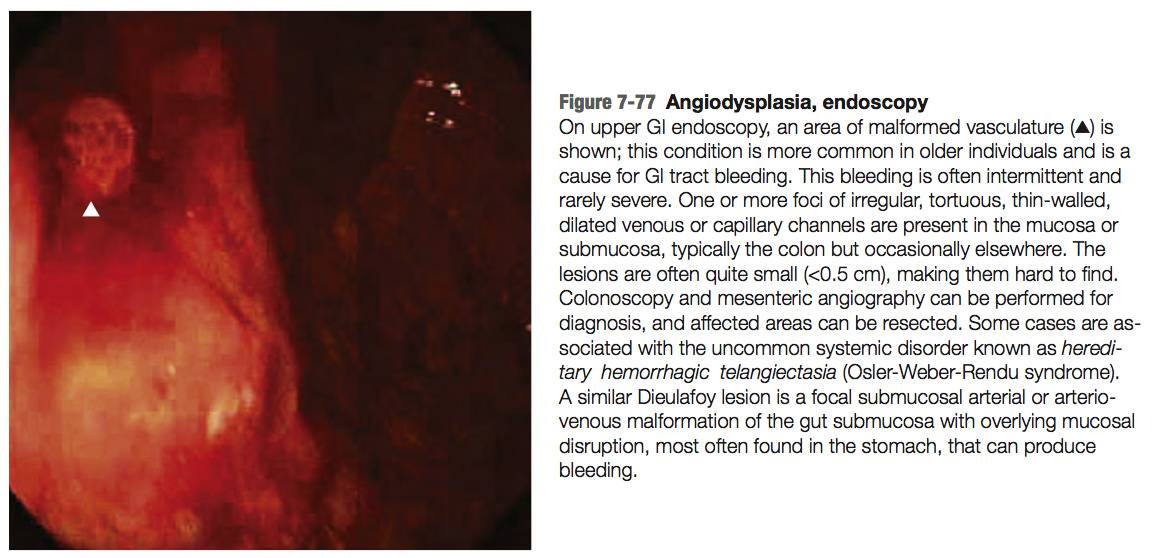 Figure 7-77 Angiodysplasia, endoscopy
On upper GI endoscopy, an area of malformed vasculature (▲) is
shown; this condition is more common in older individuals and is a
cause for GI tract bleeding. This bleeding is often intermittent and
rarely severe. One or more foci of irregular, tortuous, thin-walled,
dilated venous or capillary channels are present in the mucosa or
submucosa, typically the colon but occasionally elsewhere. The
lesions are often quite small (<0.5 cm), making them hard to find.
Colonoscopy and mesenteric angiography can be performed for
diagnosis, and affected areas can be resected. Some cases are as-
sociated with the uncommon systemic disorder known as heredi-
tary hemorrhagic telangiectasia (Osler-Weber-Rendu syndrome).
A similar Dieulafoy lesion is a focal submucosal arterial or arterio-
venous malformation of the gut submucosa with overlying mucosal
disruption, most often found in the stomach, that can produce
bleeding.